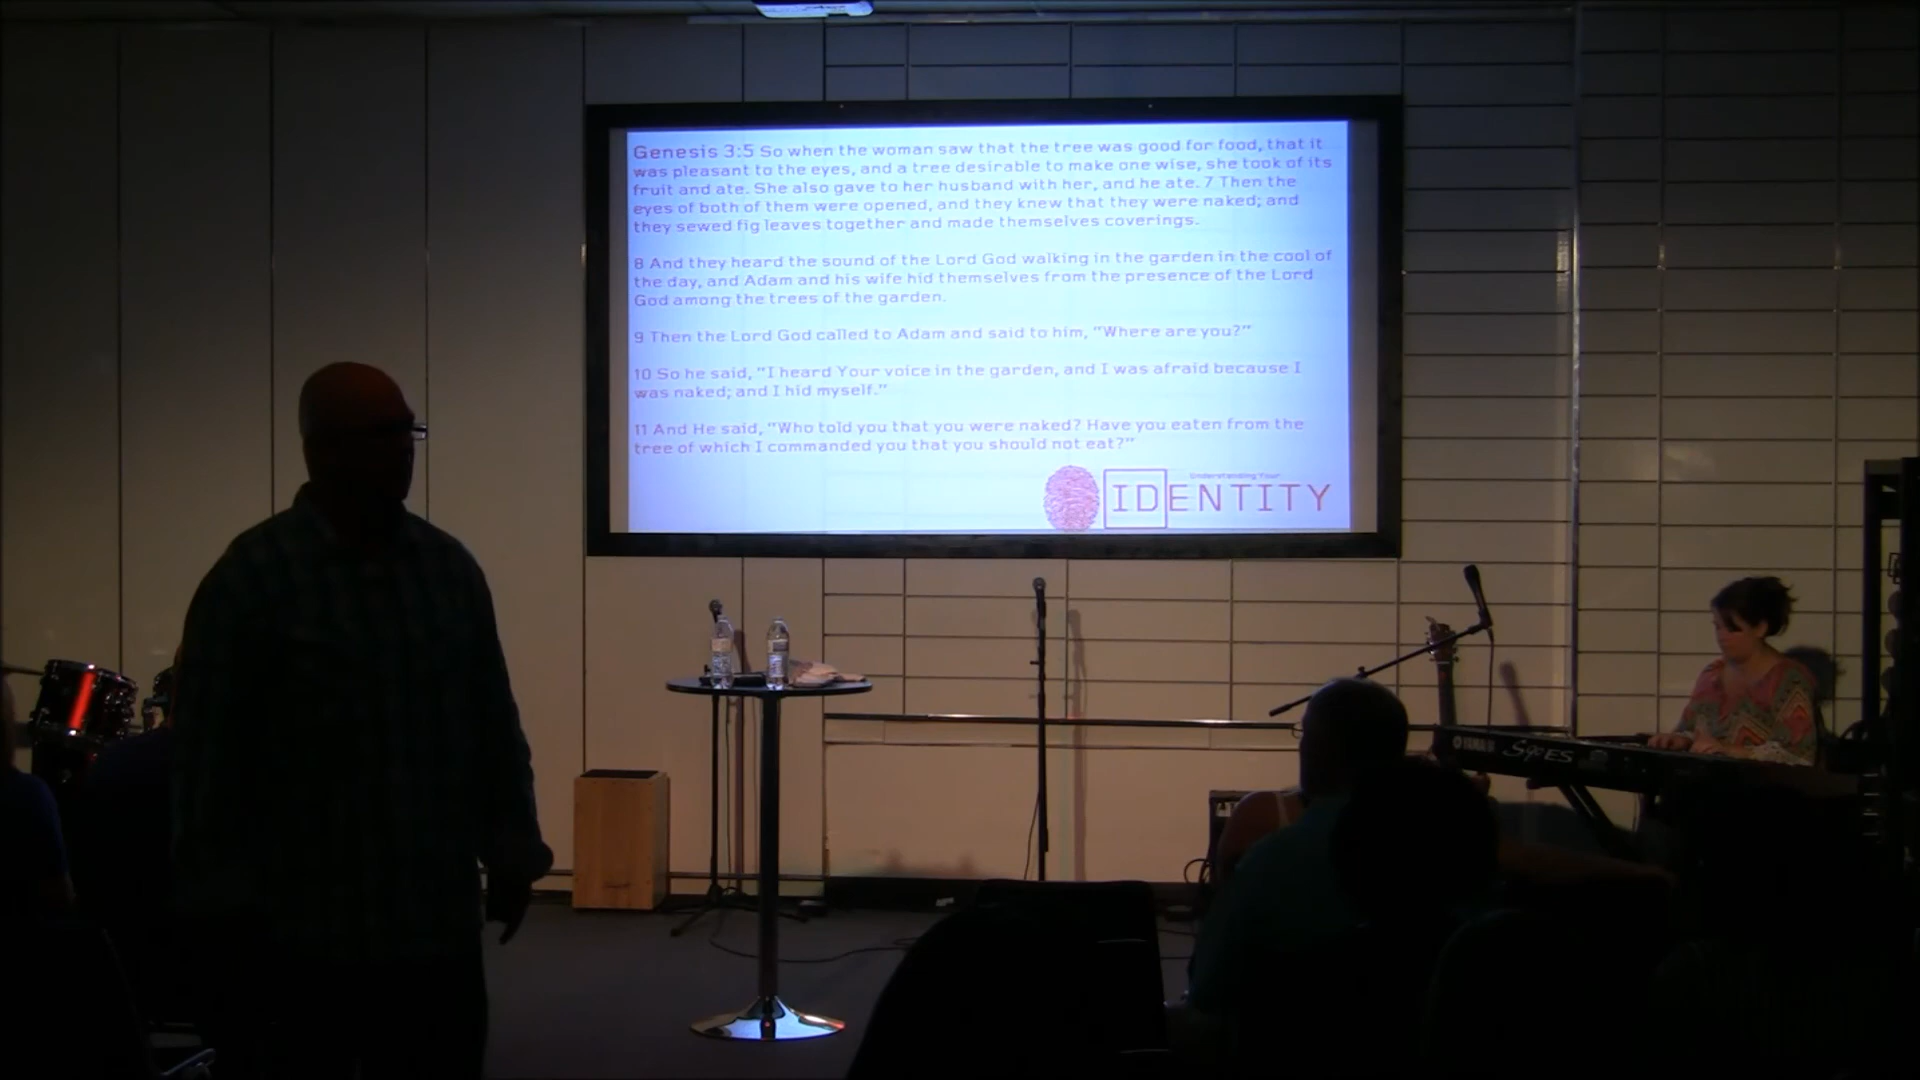 Genesis 3:5 So when the woman saw that the tree was good for food, that it
was pleasant to the eyes, and a tree desirable to make one wise, she took of its
fruit and ate. She also gave to her husband with her, and he ate. 7 Then the
eyes of both of them were opened, and they knew that they were naked; and
they sewed fig leaves together and made themselves coverings.
8 And they heard the sound of the Lord God walking in the garden in the cool of
the day, and Adam and his wife hid themselves from the presence of the Lord
God among the trees of the garden.
9 Then the Lord God called to Adam and said to him, “Where are you?”
10 So he said, “I heard Your voice in the garden, and I was afraid because I
was naked; and I hid myself.”
11 And He said, “Who told you that you were naked? Have you eaten from the
tree of which I commanded you that you should not eat?”
Understanding Your
IDENTITY
YAMAHA S90ES